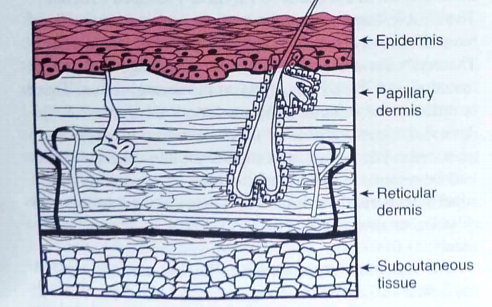 Epidermis
Papillary
dermis
Reticular
dermis
Subcutaneous
tissue